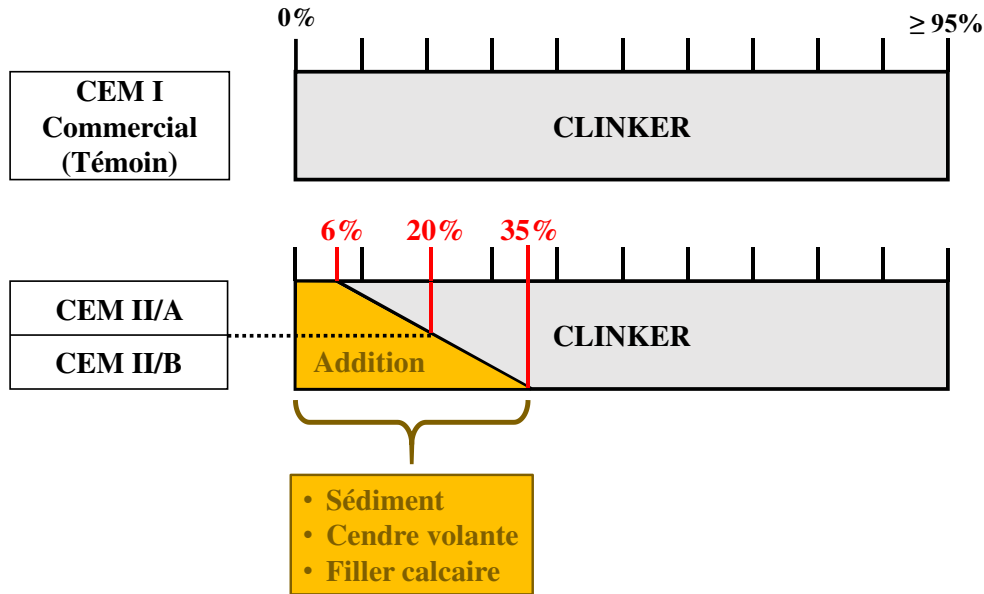 0%
≥ 95%
CEM I
Commercial
(Témoin)
CLINKER
6%
20%
35%
CEM II/A
CEM II/B
CLINKER
Addition
• Sédiment
• Cendre volante
• Filler calcaire